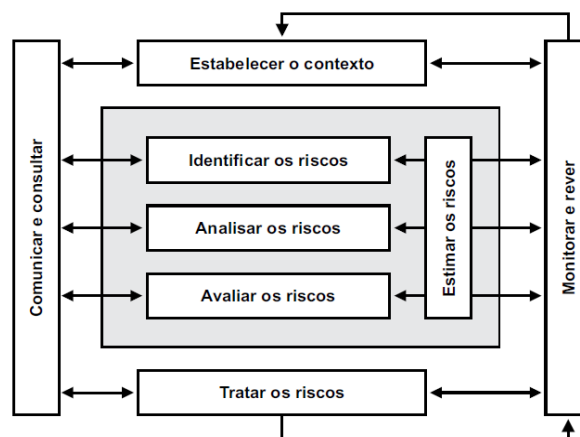 Estabelecer o contexto
Comunicar e consultar
Identificar os riscos
Analisar os riscos
Avaliar os riscos
Estimar os riscos
Monitorar e rever
Tratar os riscos